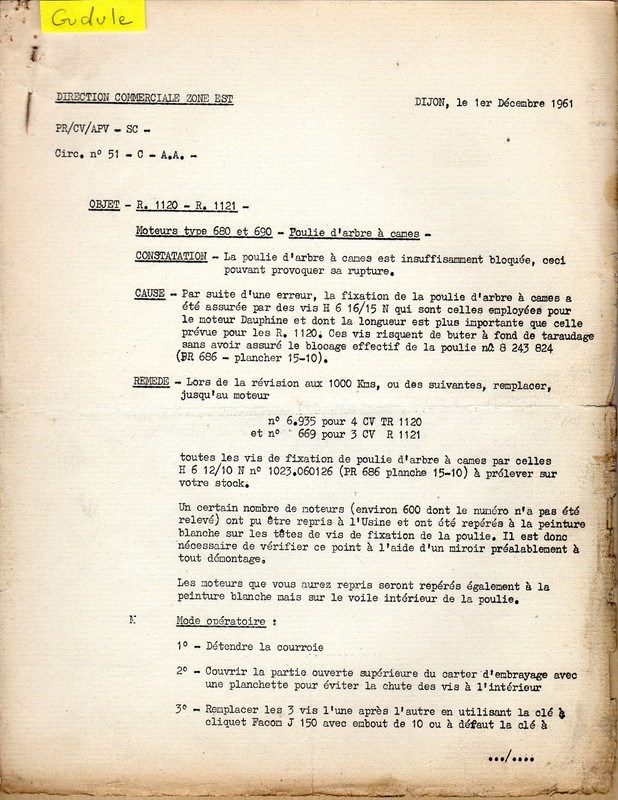 Gudule
DIRECTION COMMERCIALE ZONE EST
DIJON, le 1er Décembre 1961
PR/CV/APV - SC -
Circ. n° 51 - C - A.A. -
OBJET - R. 1120 - R. 1121 -
Moteurs type 680 et 690 - Poulie d'arbre à cames -
CONSTATATION - La poulie d'arbre à cames est insuffisamment bloquée, ceci
pouvant provoquer sa rupture.
CAUSE - Par suite d'une erreur, la fixation de la poulie d'arbre à cames a
été assurée par des vis H 6 16/15 N qui sont celles employées pour
le moteur Dauphine et dont la longueur est plus importante que celle
prévue pour les R. 1120. Ces vis risquent de buter à fond de taraudage
sans avoir assuré le blocage effectif de la poulie n° 8 243 824
(PR 686 - plancher 15-10).
REMEDE - Lors de la révision aux 1000 Kms, ou des suivantes, remplacer,
jusqu'au moteur
n° 6.935 pour 4 CV TR 1120
et n° 669 pour 3 CV R 1121
toutes les vis de fixation de poulie d'arbre à cames par celles
H 6 12/10 N n° 1023.060126 (PR 686 planche 15-10) à prélever sur
votre stock.
Un certain nombre de moteurs (environ 600 dont le numéro n'a pas été
relevé) ont pu être repris à l'Usine et ont été repérés à la peinture
blanche sur les têtes de vis de fixation de la poulie. Il est donc
nécessaire de vérifier ce point à l'aide d'un miroir préalablement à
tout démontage.
Les moteurs que vous aurez repris seront repérés également à la
peinture blanche mais sur le voile intérieur de la poulie.
N Mode opératoire :
1° - Détendre la courroie
2° - Couvrir la partie ouverte supérieure du carter d'embrayage avec
une planchette pour éviter la chute des vis à l'intérieur
3° - Remplacer les 3 vis l'une après l'autre en utilisant la clé à
cliquet Facom J 150 avec embout de 10 ou à défaut la clé à
.../....